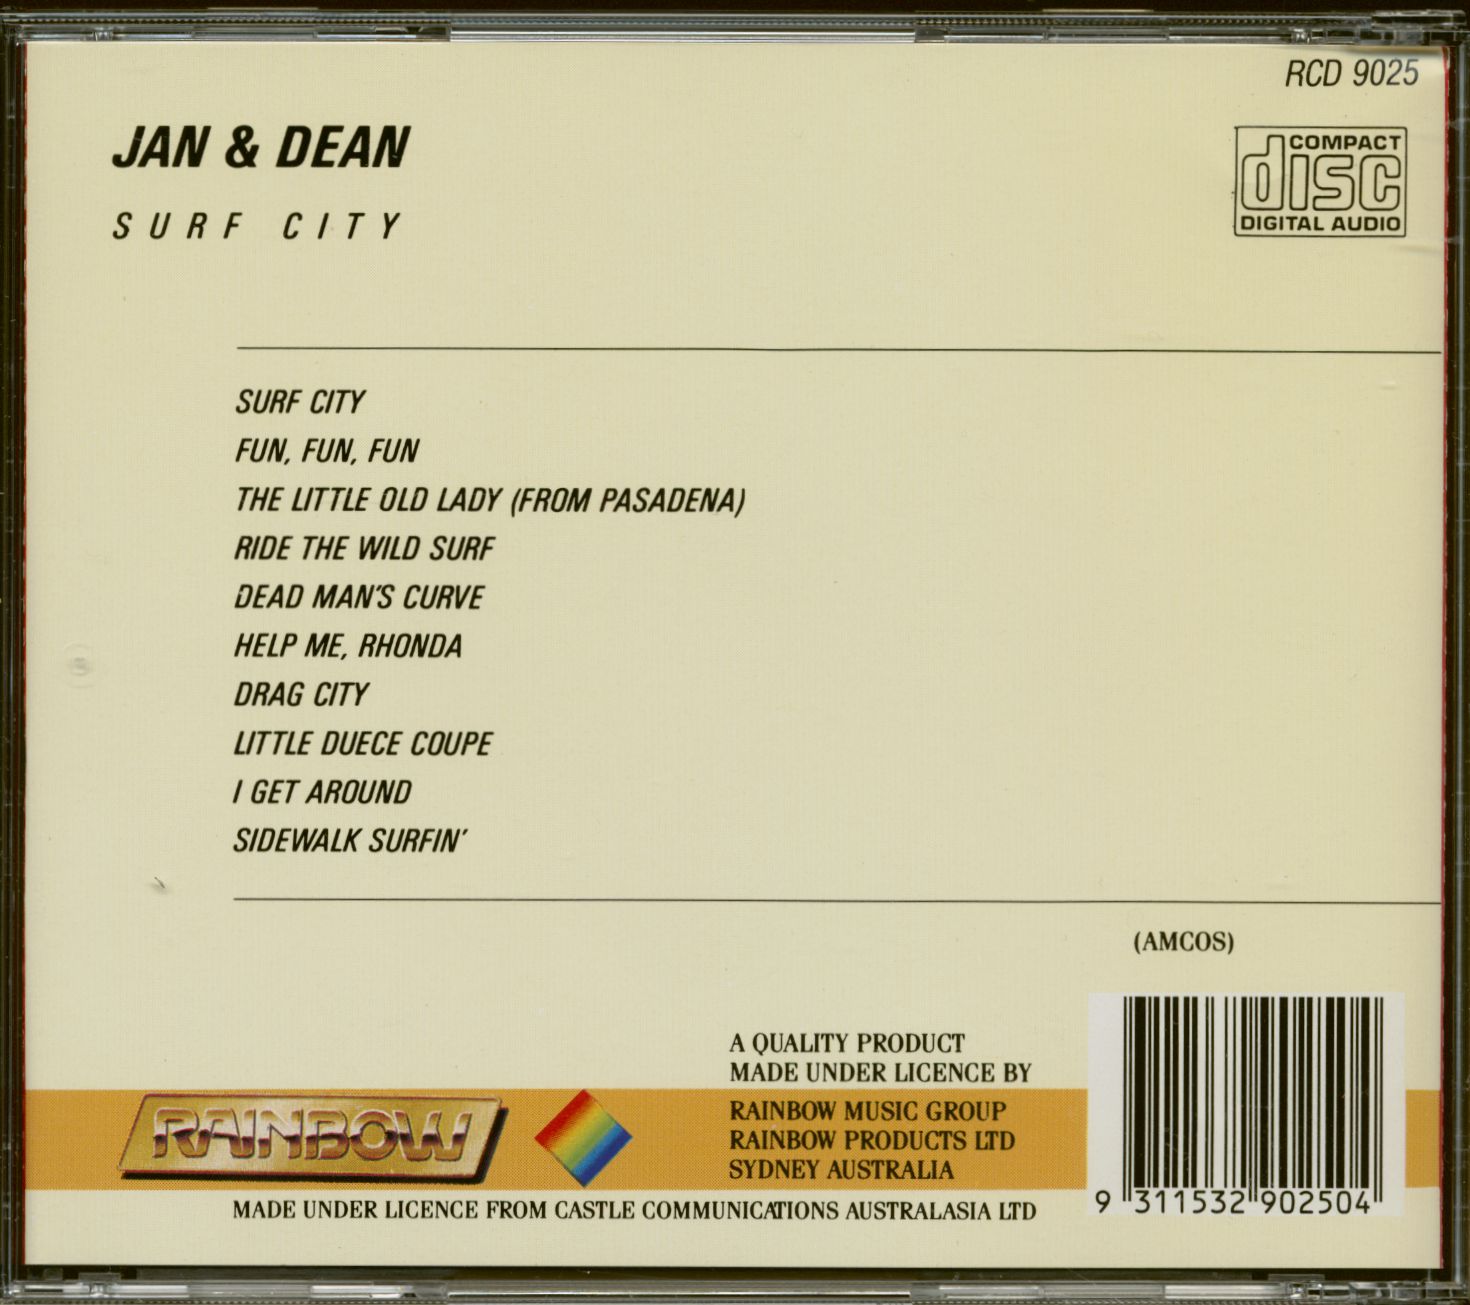 RCD 9025
JAN & DEAN
SURF CITY
COMPACT
disc
DIGITAL AUDIO
SURF CITY
FUN, FUN, FUN
THE LITTLE OLD LADY (FROM PASADENA)
RIDE THE WILD SURF
DEAD MAN'S CURVE
HELP ME, RHONDA
DRAG CITY
LITTLE DUECE COUPE
I GET AROUND
SIDEWALK SURFIN'
(AMCOS)
A QUALITY PRODUCT
MADE UNDER LICENCE BY
RAINBOW
RAINBOW MUSIC GROUP
RAINBOW PRODUCTS LTD
SYDNEY AUSTRALIA
MADE UNDER LICENCE FROM CASTLE COMMUNICATIONS AUSTRALASIA LTD
9 311532 902504